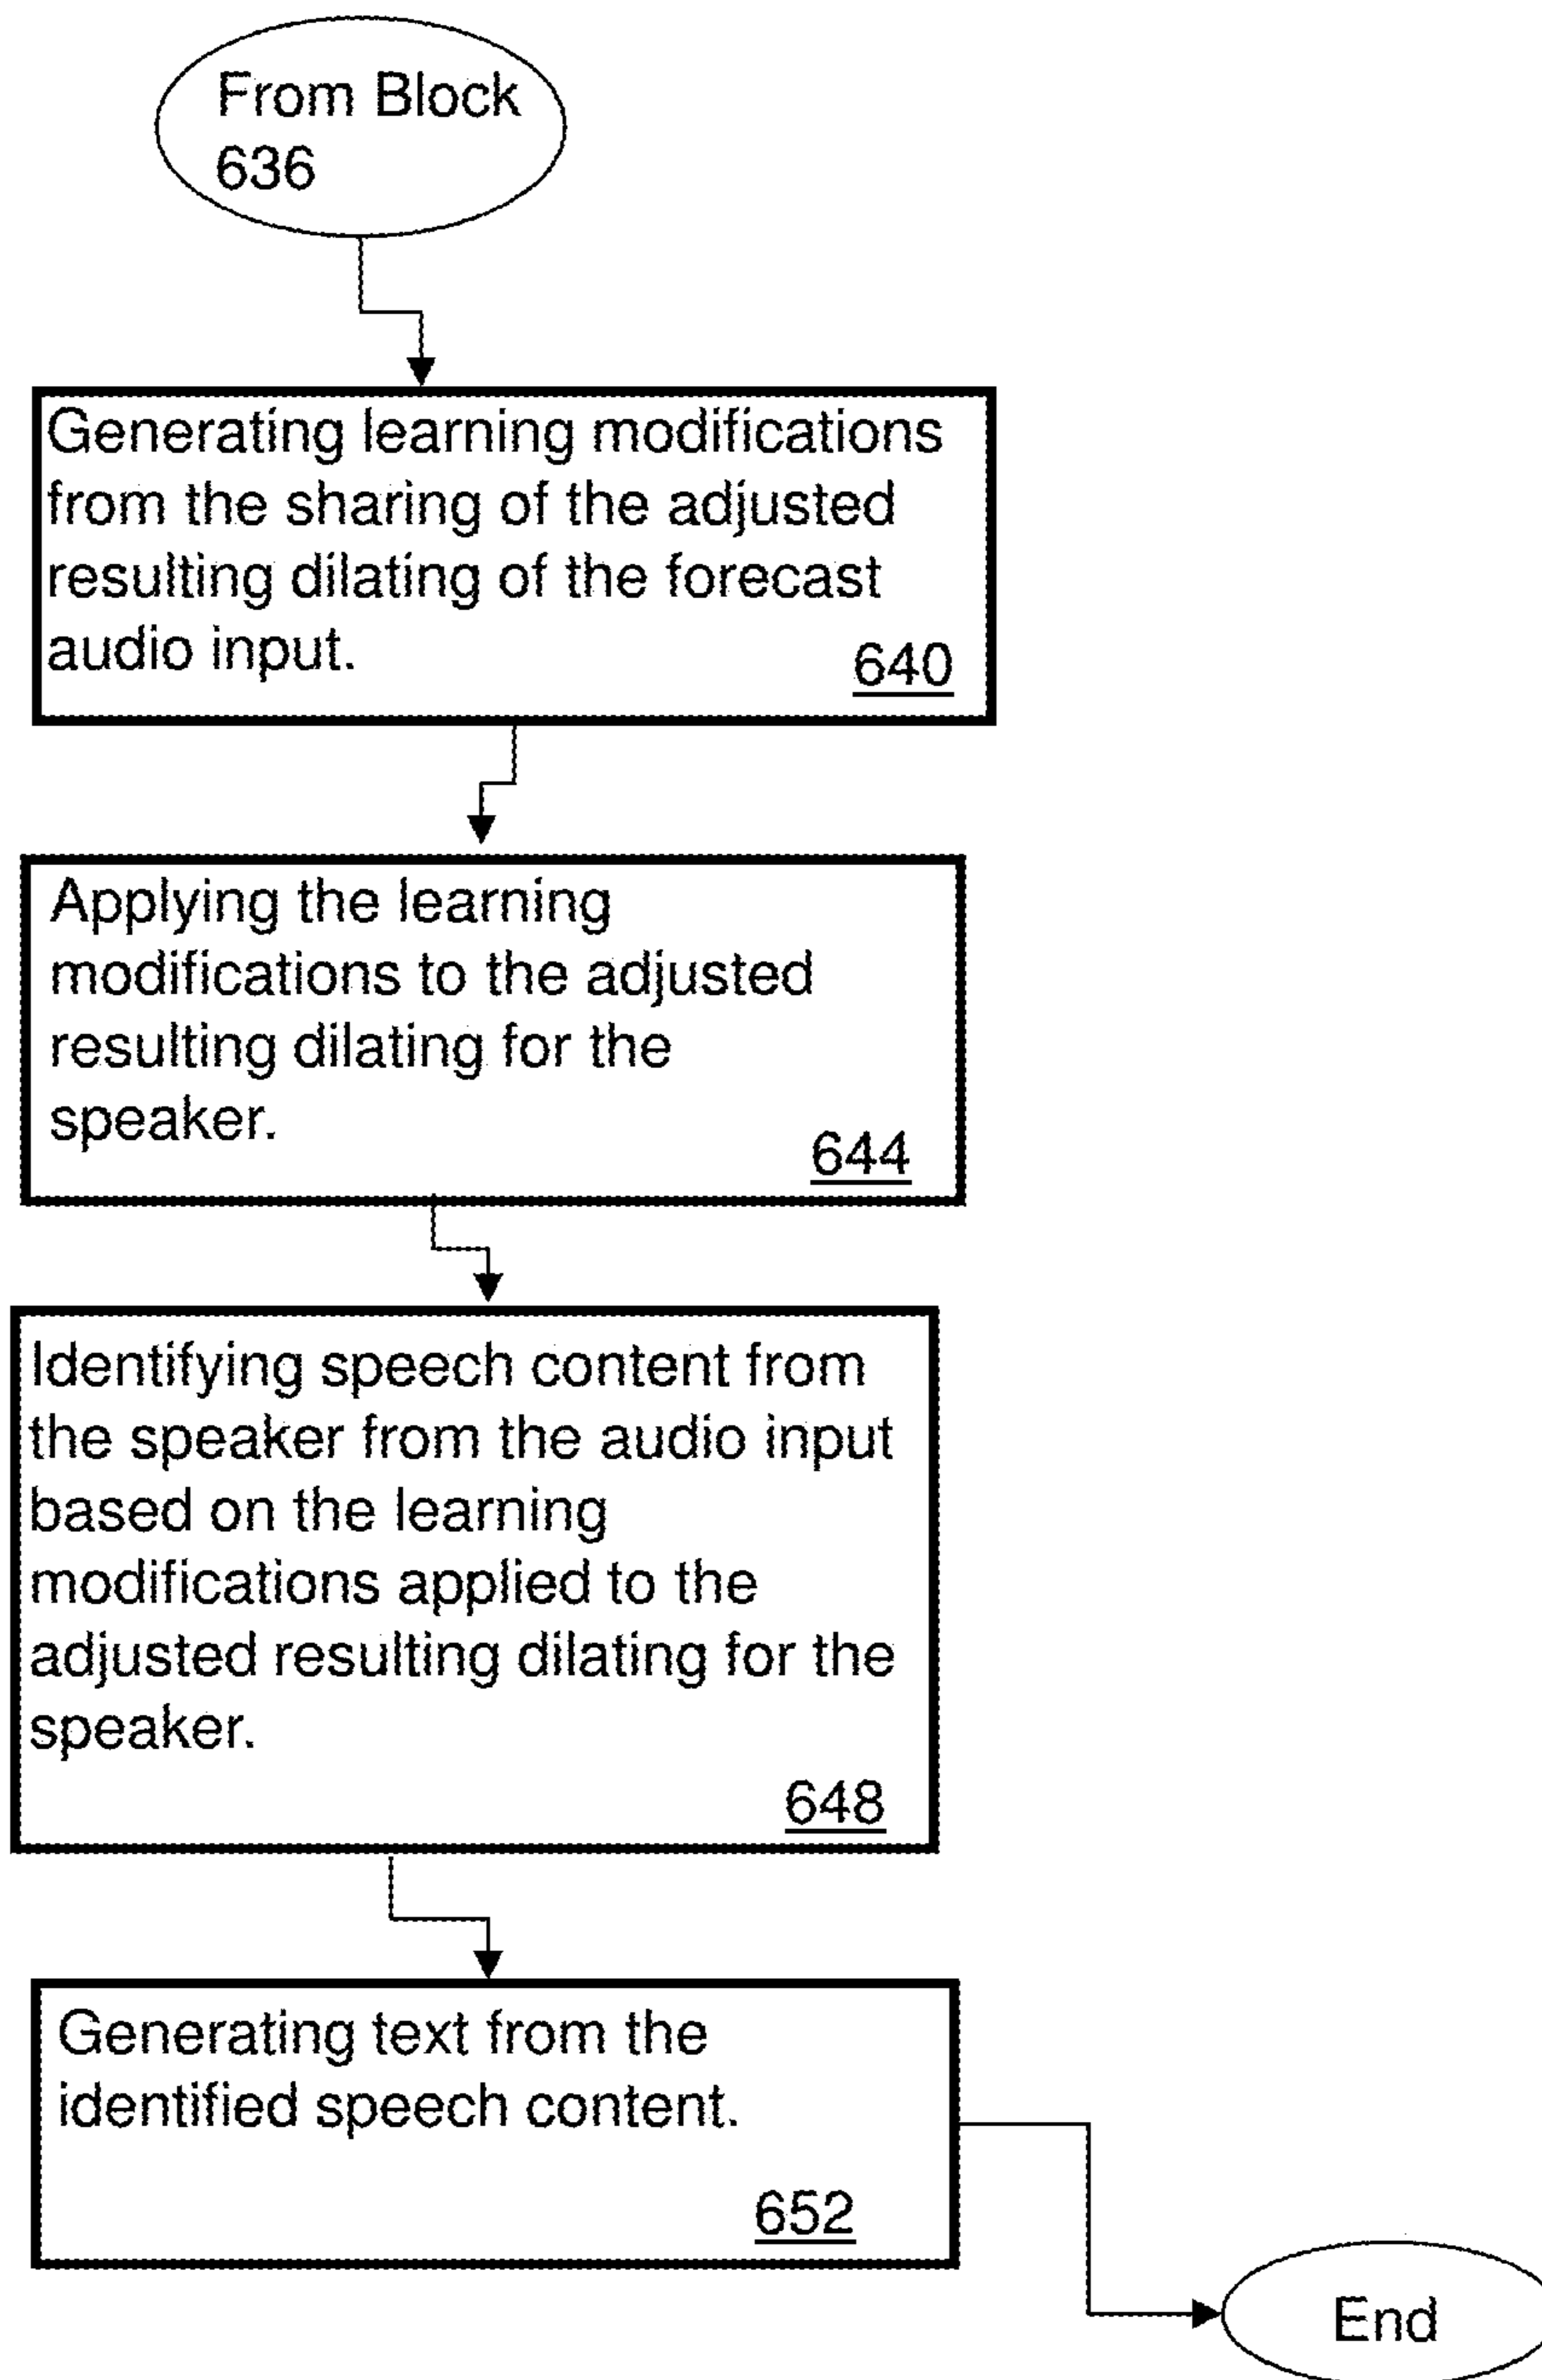 From Block
636
Generating learning modifications
from the sharing of the adjusted
resulting dilating of the forecast
audio input.
640
Applying the learning
modifications to the adjusted
resulting dilating for the
speaker.
644
Identifying speech content from
the speaker from the audio input
based on the learning
modifications applied to the
adjusted resulting dilating for the
speaker.
648
Generating text from the
identified speech content.
652
End